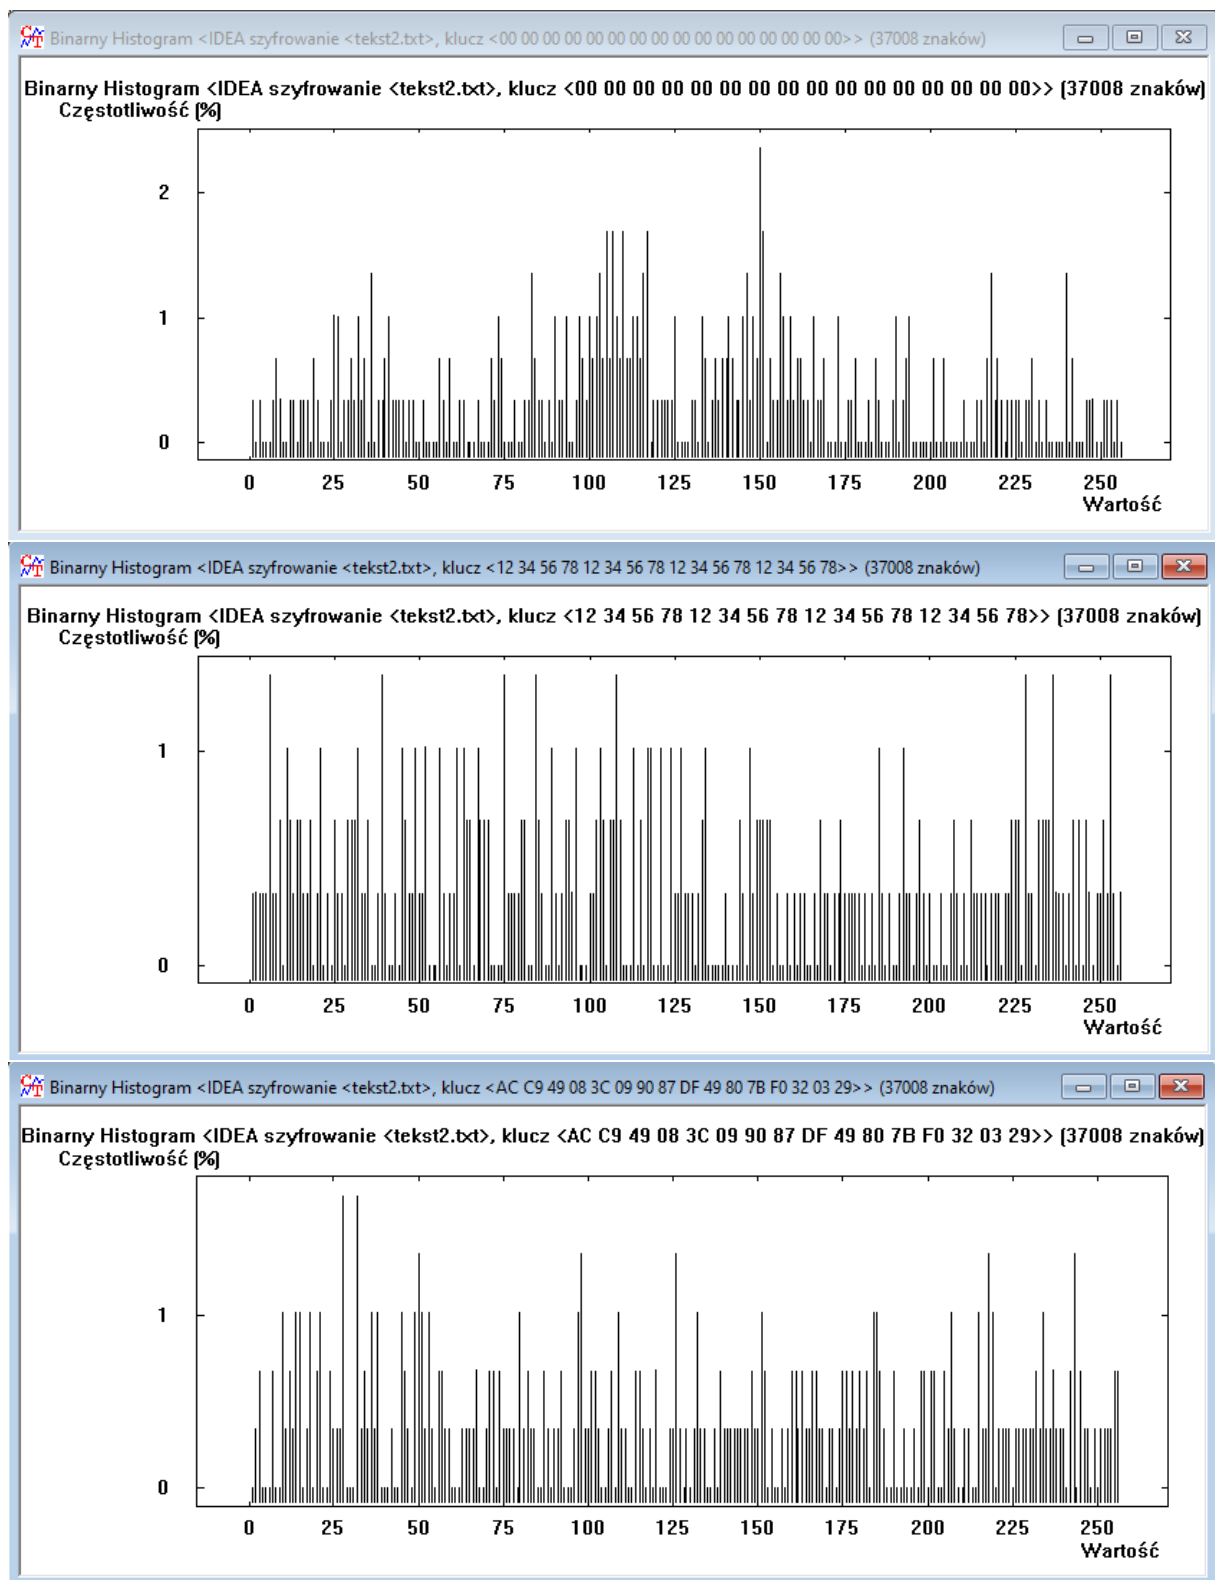 Binarny Histogram <IDEA szyfrowanie <tekst2.txt>, klucz <00 00 00 00 00 00 00 00 00 00 00 00 00 00 00 00>> (37008 znaków)
Binarny Histogram <IDEA szyfrowanie <tekst2.txt>, klucz <00 00 00 00 00 00 00 00 00 00 00 00 00 00 00 00>> (37008 znaków)
Częstotliwość (%)
2
1
0
0 25 50 75 100 125 150 175 200 225 250
Wartość
Binarny Histogram <IDEA szyfrowanie <tekst2.txt>, klucz <12 34 56 78 12 34 56 78 12 34 56 78 12 34 56 78>> (37008 znaków)
Binarny Histogram <IDEA szyfrowanie <tekst2.txt>, klucz <12 34 56 78 12 34 56 78 12 34 56 78 12 34 56 78>> (37008 znaków)
Częstotliwość (%)
1
0
0 25 50 75 100 125 150 175 200 225 250
Wartość
Binarny Histogram <IDEA szyfrowanie <tekst2.txt>, klucz <AC C9 49 08 3C 09 90 87 DF 49 80 7B F0 32 03 29>> (37008 znaków)
Binarny Histogram <IDEA szyfrowanie <tekst2.txt>, klucz <AC C9 49 08 3C 09 90 87 DF 49 80 7B F0 32 03 29>> (37008 znaków)
Częstotliwość (%)
1
0
0 25 50 75 100 125 150 175 200 225 250
Wartość